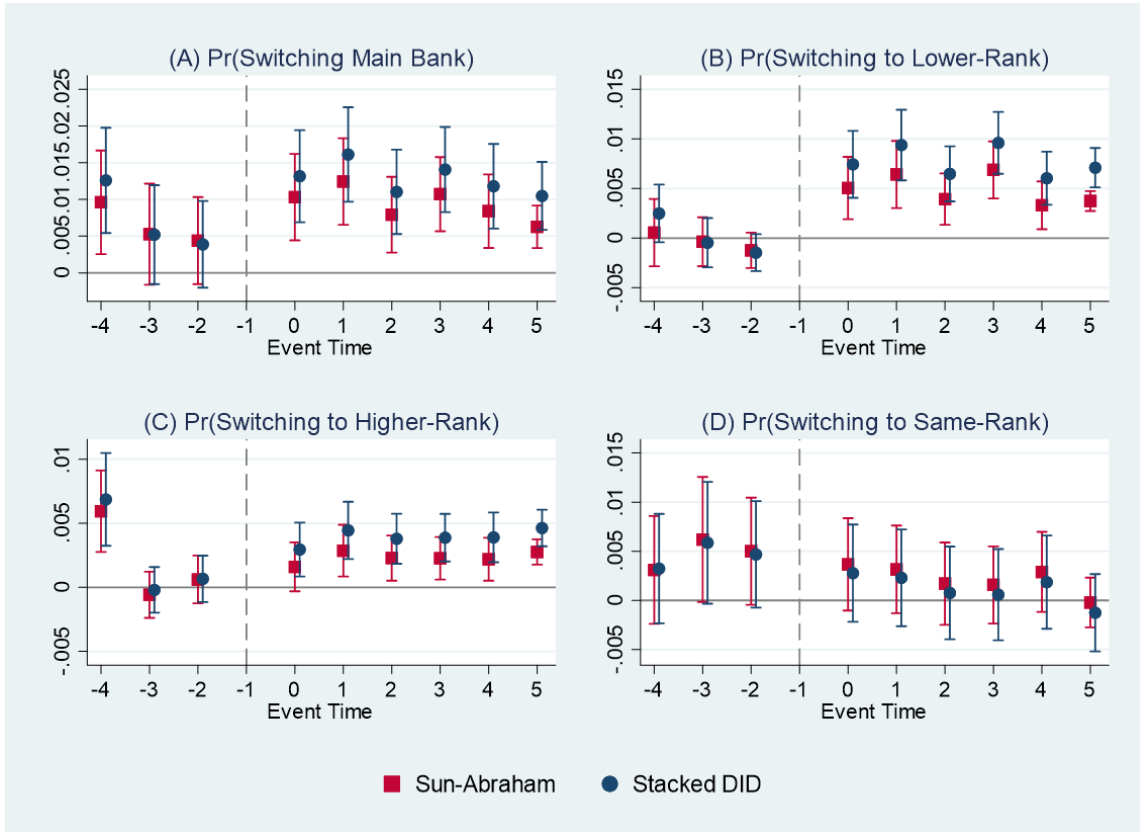 (A) Pr(Switching Main Bank)
0 .005 .01 .015 .02 .025
-4 -3 -2 -1 0 1 2 3 4 5
Event Time
(B) Pr(Switching to Lower-Rank)
-.005 0 .005 .01 .015
-4 -3 -2 -1 0 1 2 3 4 5
Event Time
(C) Pr(Switching to Higher-Rank)
-.005 0 .005 .01
-4 -3 -2 -1 0 1 2 3 4 5
Event Time
(D) Pr(Switching to Same-Rank)
-.005 0 .005 .01 .015
-4 -3 -2 -1 0 1 2 3 4 5
Event Time
Sun-Abraham Stacked DID